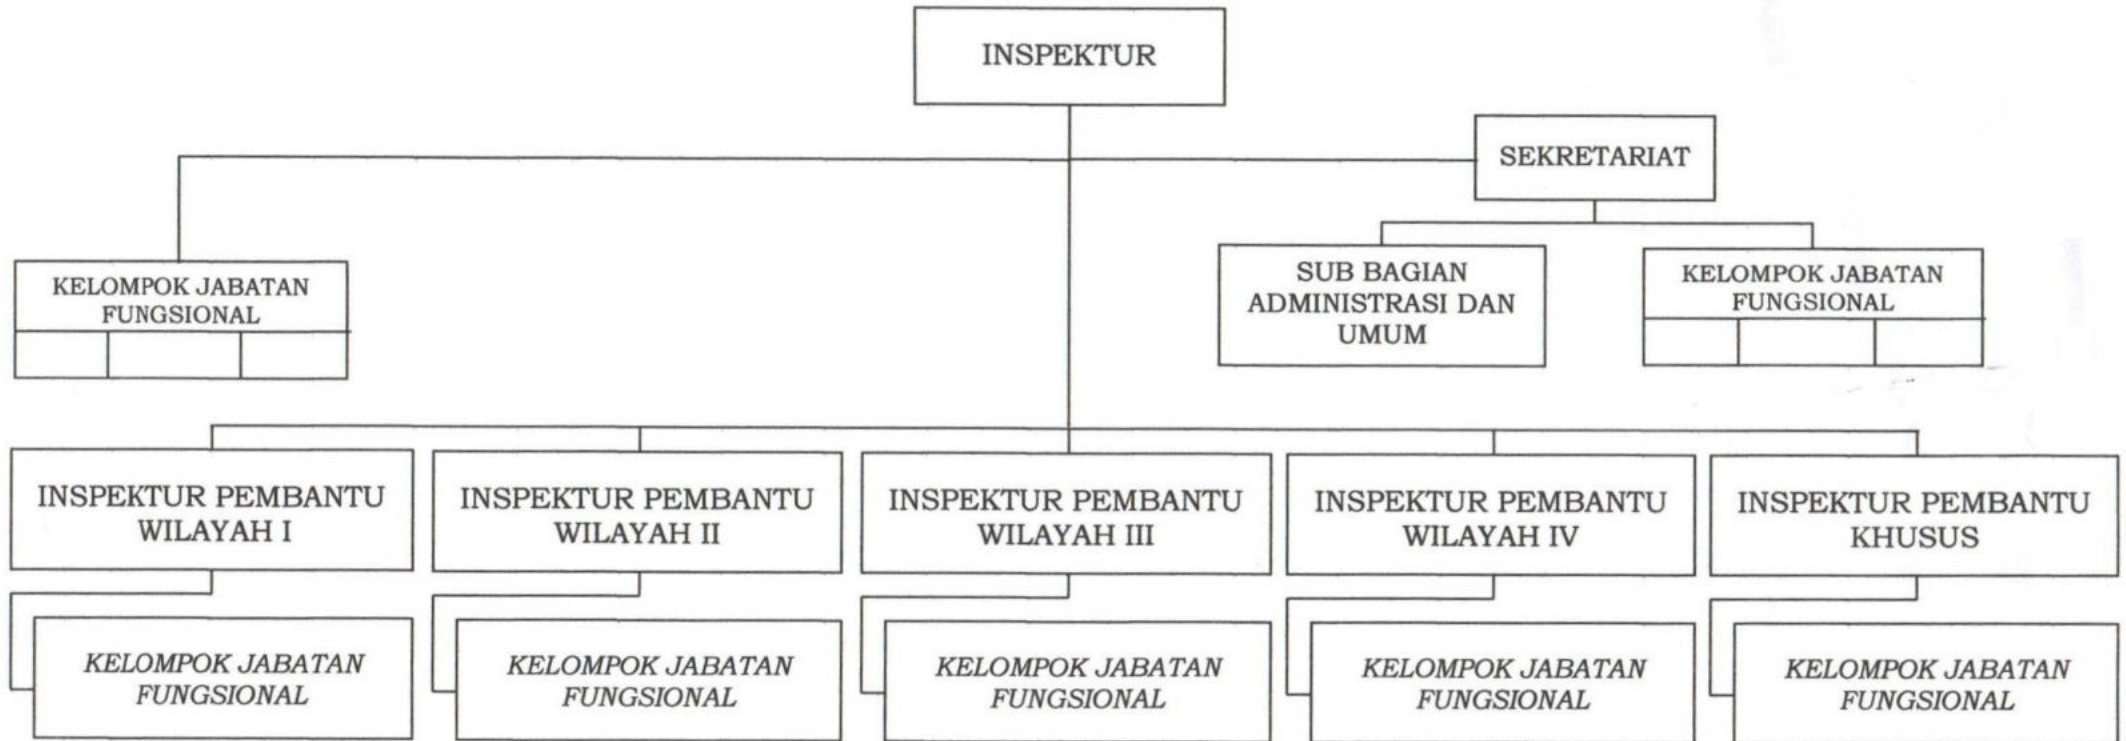 INSPEKTUR
SEKRETARIAT
KELOMPOK JABATAN
FUNGSIONAL
SUB BAGIAN
ADMINISTRASI DAN
UMUM
KELOMPOK JABATAN
FUNGSIONAL
INSPEKTUR PEMBANTU
WILAYAH I
INSPEKTUR PEMBANTU
WILAYAH II
INSPEKTUR PEMBANTU
WILAYAH III
INSPEKTUR PEMBANTU
WILAYAH IV
INSPEKTUR PEMBANTU
KHUSUS
KELOMPOK JABATAN
FUNGSIONAL
KELOMPOK JABATAN
FUNGSIONAL
KELOMPOK JABATAN
FUNGSIONAL
KELOMPOK JABATAN
FUNGSIONAL
KELOMPOK JABATAN
FUNGSIONAL